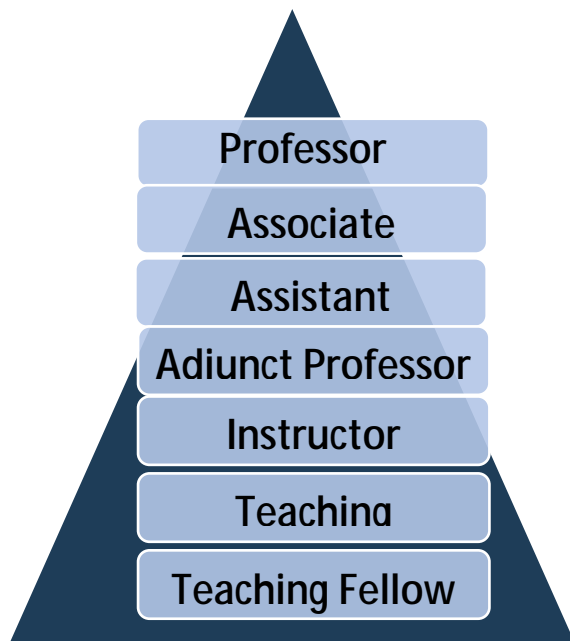 Professor
Associate
Assistant
Adjunct Professor
Instructor
Teaching
Teaching Fellow